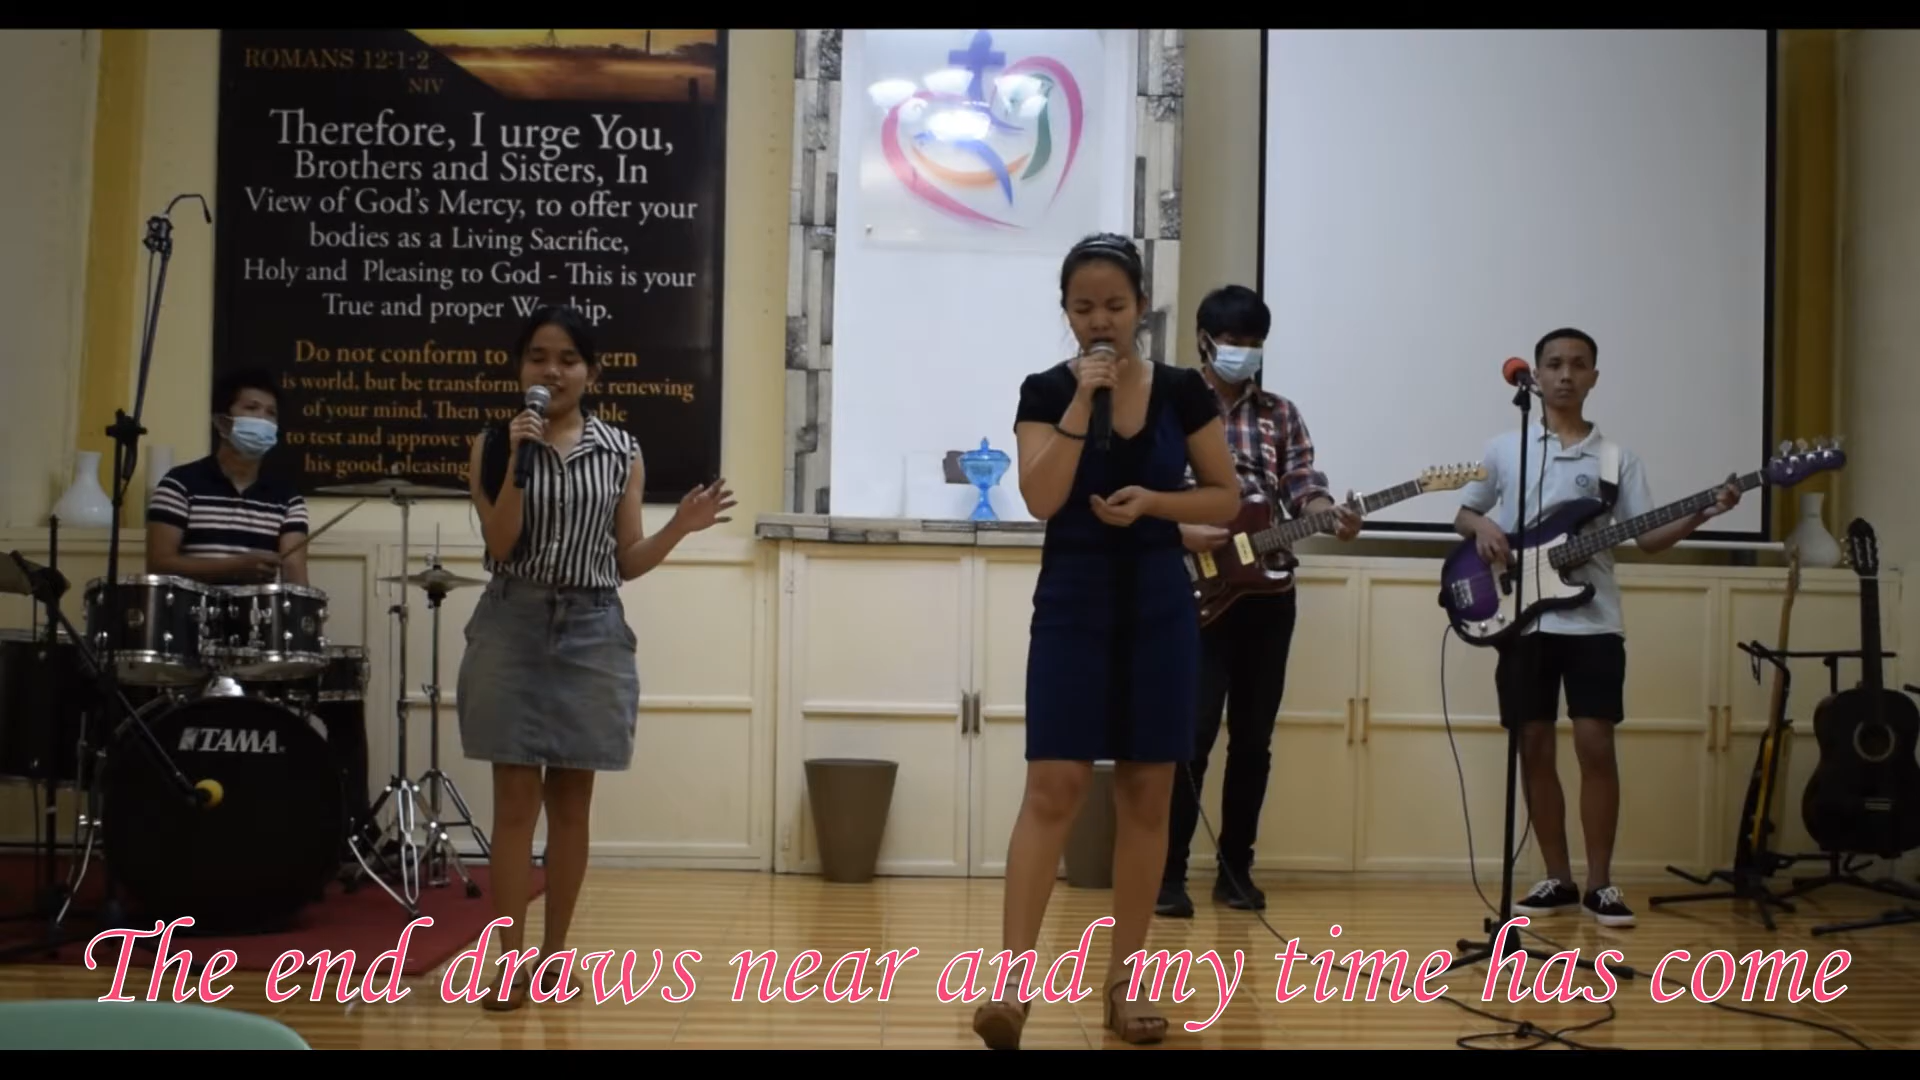 ROMANS 12:1-2
NIV
Therefore, I urge You,
Brothers and Sisters, In
View of God's Mercy, to offer your
bodies as a Living Sacrifice,
Holy and Pleasing to God - This is your
True and proper
Do not conform to
is world, but be transform renewing
of your mind. Then you
to test and approve
his good, pleasing
TAMA
The end draws near and my time has come